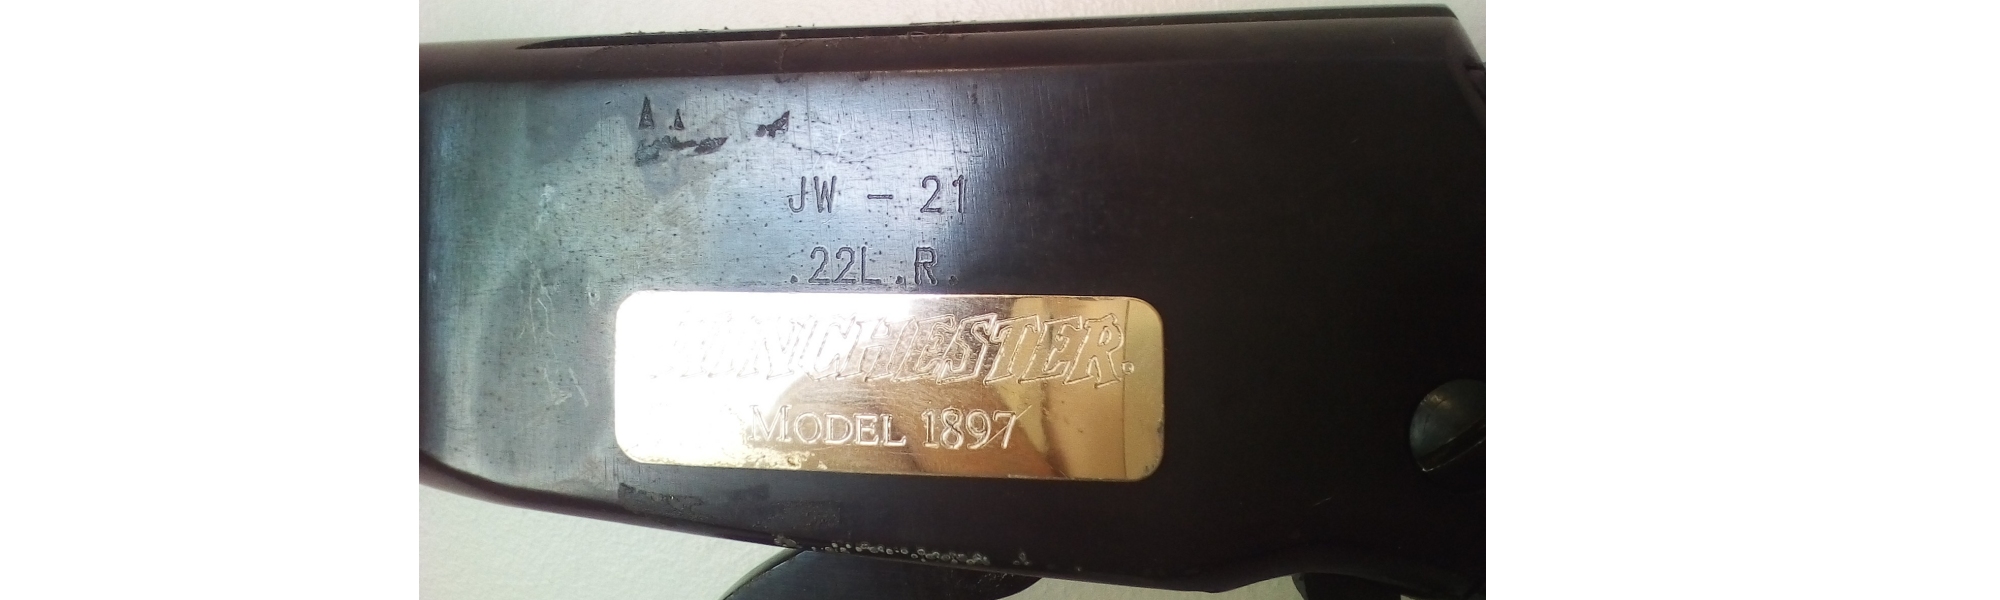 JW - 21
.22L.R.
WINCHESTER.
MODEL 1897